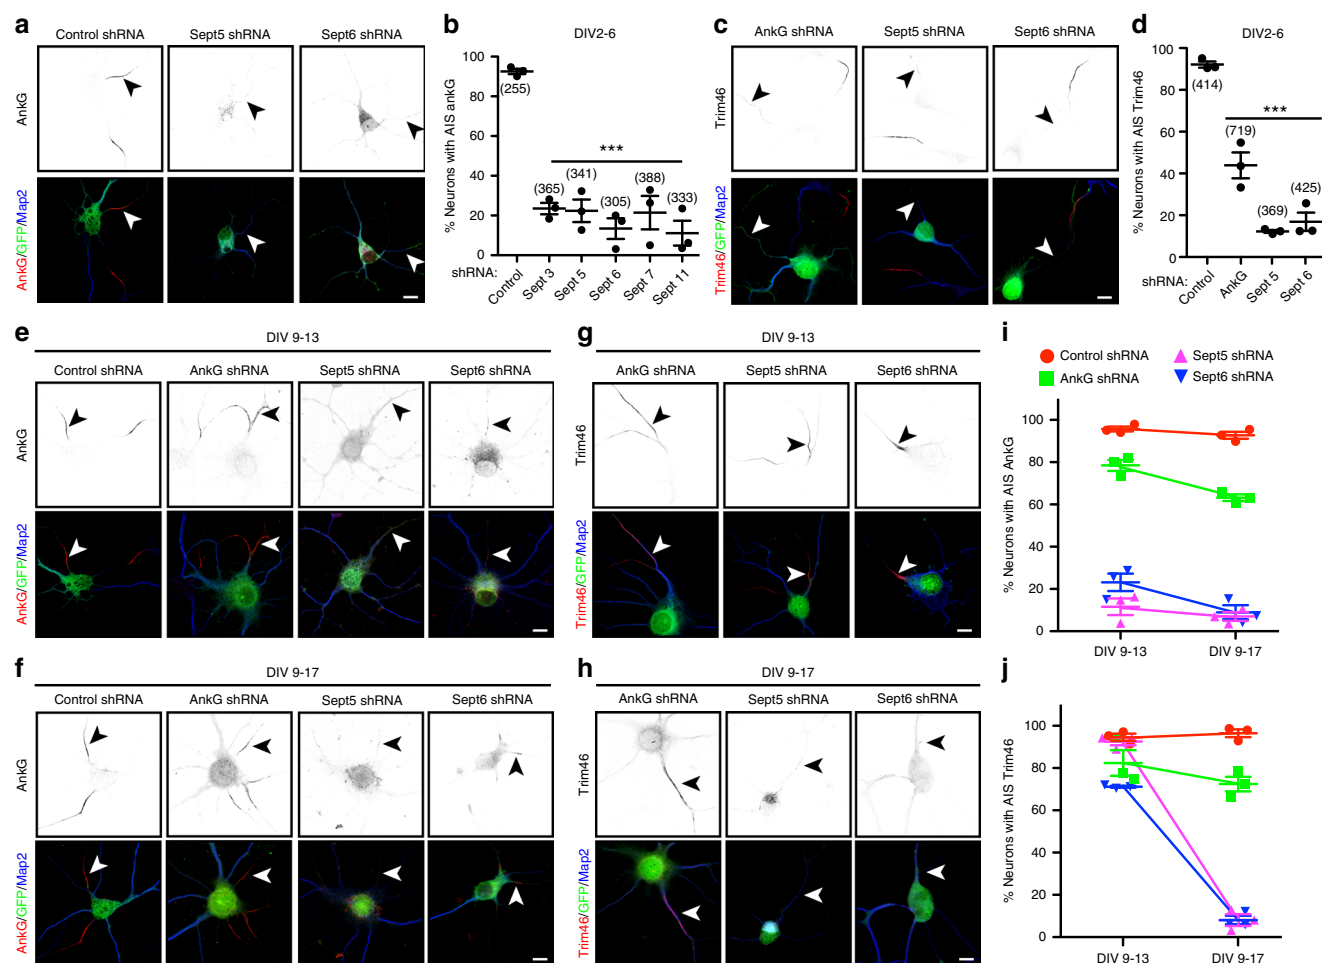 a
Control shRNA Sept5 shRNA Sept6 shRNA
AnkG
AnkG/GFP/Map2
b
DIV2-6
% Neurons with AIS ankG
100
80
60
40
20
0
(255)
***
(365)
(341)
(305)
(388)
(333)
shRNA:
Control
Sept 3
Sept 5
Sept 6
Sept 7
Sept 11
c
AnkG shRNA Sept5 shRNA Sept6 shRNA
Trim46
Trim46/GFP/Map2
d
DIV2-6
% Neurons with AIS Trim46
100
80
60
40
20
0
(414)
***
(719)
(369)
(425)
shRNA:
Control
AnkG
Sept 5
Sept 6
e
DIV 9-13
Control shRNA AnkG shRNA Sept5 shRNA Sept6 shRNA
AnkG
AnkG/GFP/Map2
f
DIV 9-17
Control shRNA AnkG shRNA Sept5 shRNA Sept6 shRNA
AnkG
AnkG/GFP/Map2
g
DIV 9-13
AnkG shRNA Sept5 shRNA Sept6 shRNA
Trim46
Trim46/GFP/Map2
h
DIV 9-17
AnkG shRNA Sept5 shRNA Sept6 shRNA
Trim46
Trim46/GFP/Map2
i
Control shRNA Sept5 shRNA
AnkG shRNA Sept6 shRNA
% Neurons with AIS AnkG
100
80
60
40
20
0
DIV 9-13 DIV 9-17
j
% Neurons with AIS Trim46
100
80
60
40
20
0
DIV 9-13 DIV 9-17